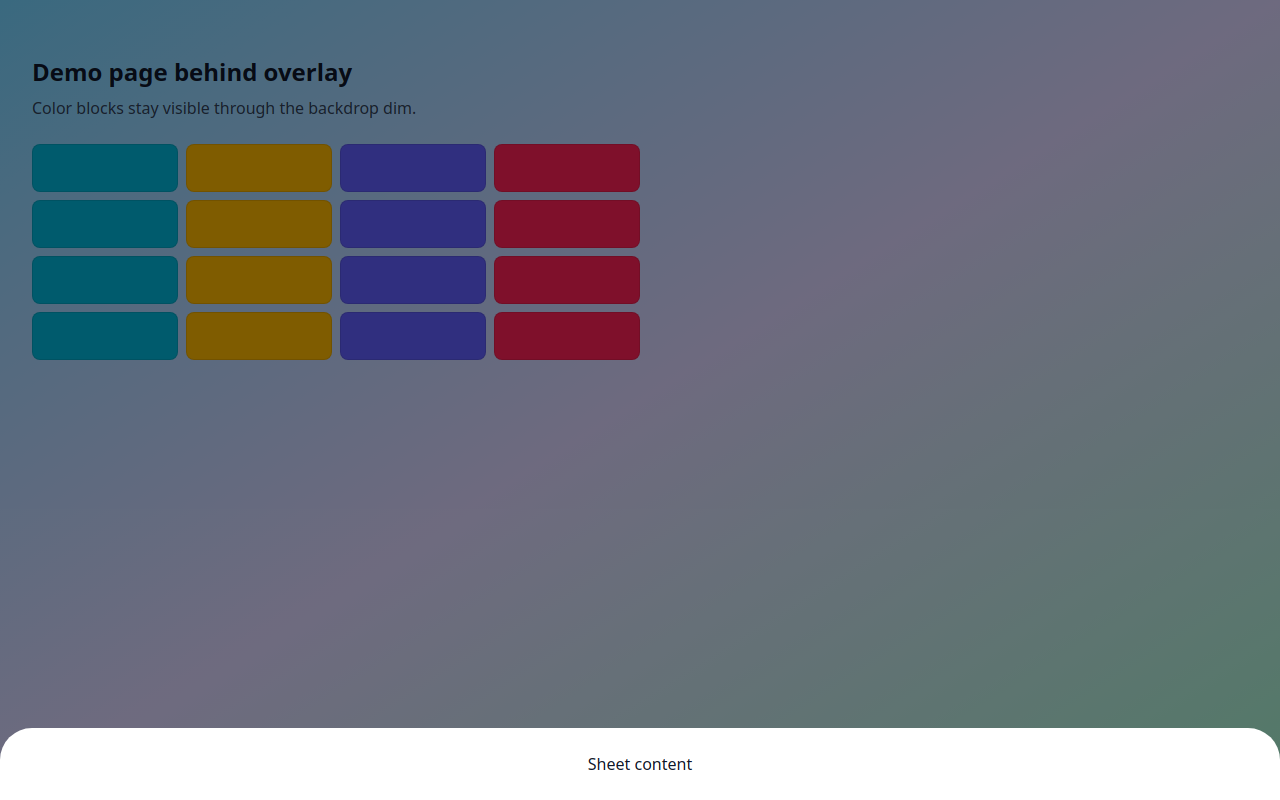 Demo page behind overlay
Color blocks stay visible through the backdrop dim.
Sheet content